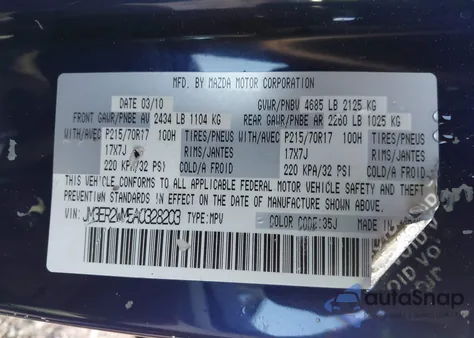 MFD. BY MAZDA MOTOR CORPORATION
DATE 03/10 GVWR/PNBV 4685 LB 2125 KG
FRONT GAWR/PNBE AV 2434 LB 1104 KG REAR GAWR/PNBE AR 2260 LB 1025 KG
WITH/AVEC P215/70R17 100H TIRES/PNEUS WITH/AVEC P215/70R17 100H TIRES/PNEUS
17X7J RIMS/JANTES 17X7J RIMS/JANTES
220 KPA/32 PSI COLD/A FROID 220 KPA/32 PSI COLD/A FROID
THIS VEHICLE CONFORMS TO ALL APPLICABLE FEDERAL MOTOR VEHICLE SAFETY AND THEFT
PREVENTION STANDARDS IN EFFECT ON THE DATE OF MANUFACTURE SHOWN ABOVE.
VIN: JM3ER2WM5A0328203 TYPE: MPV COLOR CODE:35J MADE IN
VOID
autoSnap